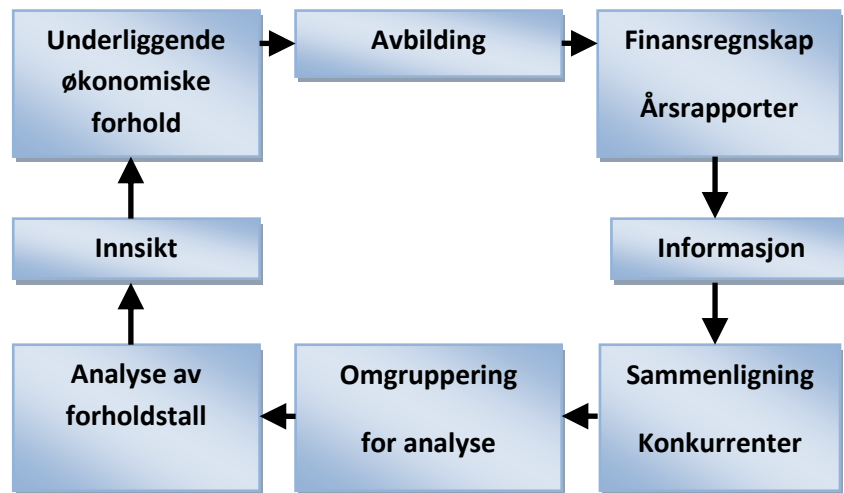 Underliggende
økonomiske
forhold
Avbilding
Finansregnskap
Årsrapporter
Innsikt
Informasjon
Analyse av
forholdstall
Omgruppering
for analyse
Sammenligning
Konkurrenter